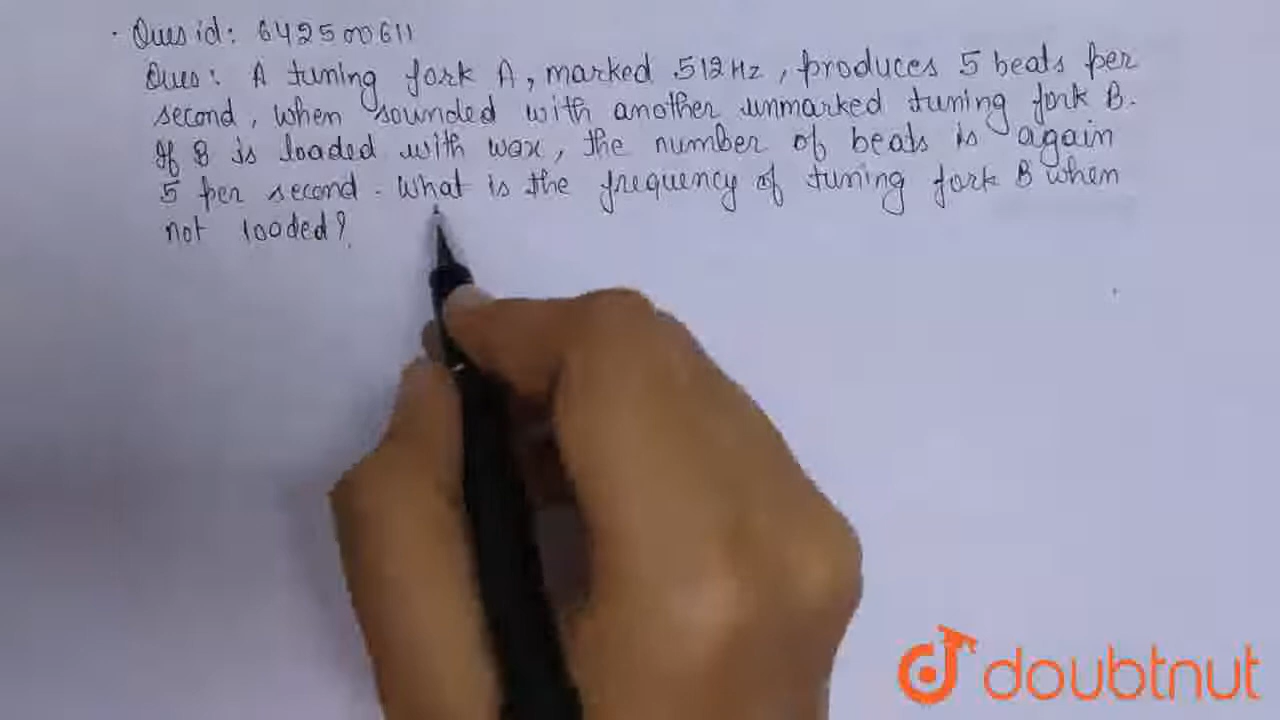 · Ques id: 642500611
Ques: A tuning fork A, marked 512Hz, produces 5 beats per
second, when sounded with another unmarked tuning fork B.
If B is loaded with wax, the number of beats is again
5 per second. What is the frequency of tuning fork B when
not loaded?
doubtnut